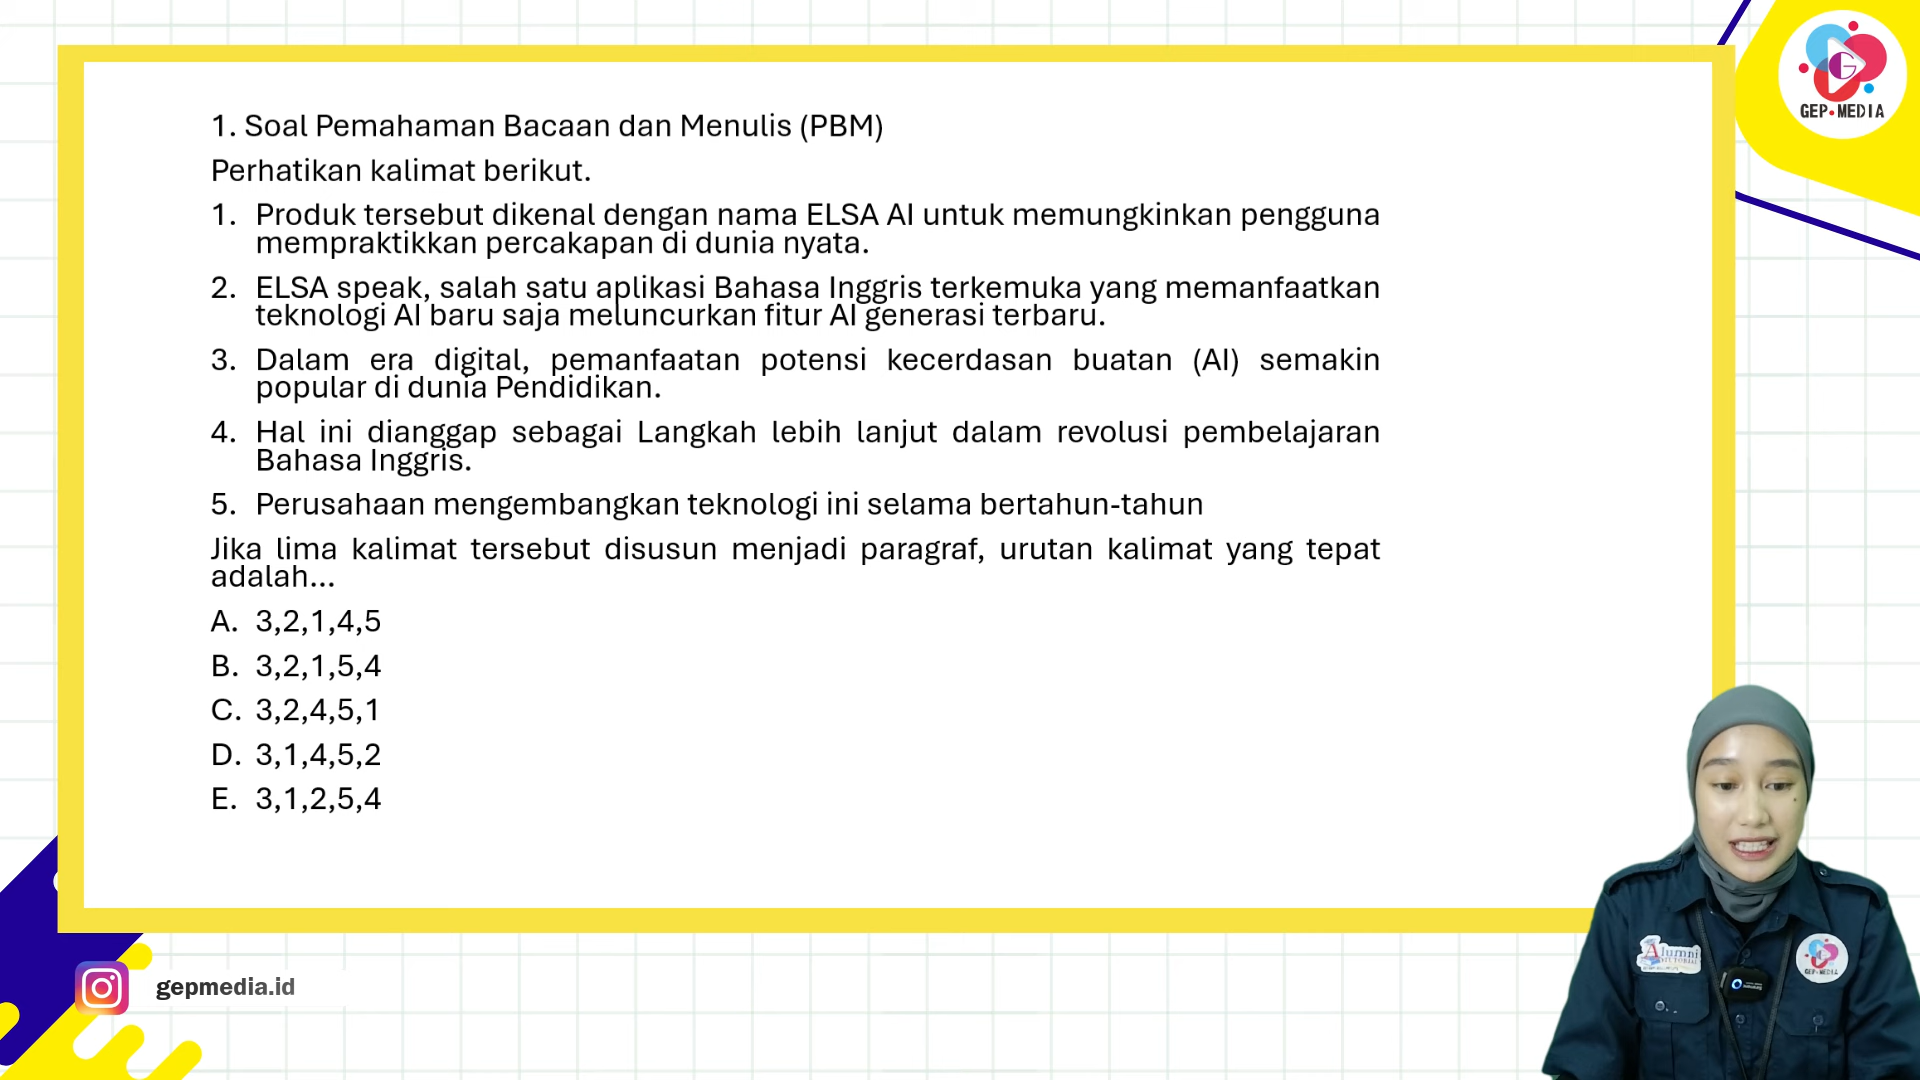 1. Soal Pemahaman Bacaan dan Menulis (PBM)
Perhatikan kalimat berikut.
1. Produk tersebut dikenal dengan nama ELSA AI untuk memungkinkan pengguna
mempraktikkan percakapan di dunia nyata.
2. ELSA speak, salah satu aplikasi Bahasa Inggris terkemuka yang memanfaatkan
teknologi AI baru saja meluncurkan fitur AI generasi terbaru.
3. Dalam era digital, pemanfaatan potensi kecerdasan buatan (AI) semakin
popular di dunia Pendidikan.
4. Hal ini dianggap sebagai Langkah lebih lanjut dalam revolusi pembelajaran
Bahasa Inggris.
5. Perusahaan mengembangkan teknologi ini selama bertahun-tahun
Jika lima kalimat tersebut disusun menjadi paragraf, urutan kalimat yang tepat
adalah...
A. 3,2,1,4,5
B. 3,2,1,5,4
C. 3,2,4,5,1
D. 3,1,4,5,2
E. 3,1,2,5,4
G
GEP•MEDIA
Alumni
GEP•MEDIA
gepmedia.id